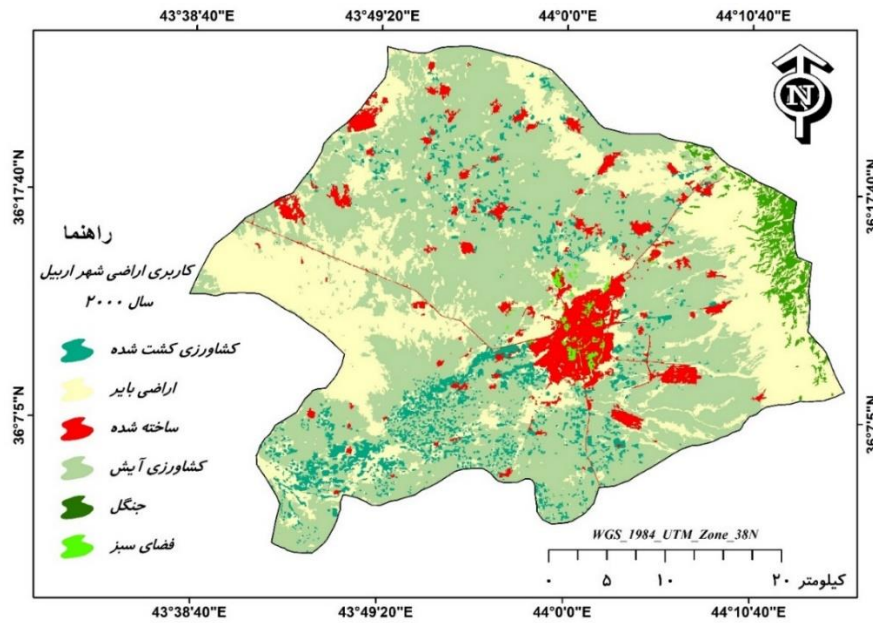 43°38'40"E 43°49'20"E 44°0'0"E 44°10'40"E
36°17'40"N
36°7'5"N
N
36°17'40"N
36°7'5"N
راهنما
کاربری اراضی شهر اربیل
سال ۲۰۰۰
کشاورزی کشت شده
اراضی بایر
ساخته شده
کشاورزی آیش
جنگل
فضای سبز
WGS_1984_UTM_Zone_38N
۰ ۵ ۱۰ ۲۰ کیلومتر
43°38'40"E 43°49'20"E 44°0'0"E 44°10'40"E